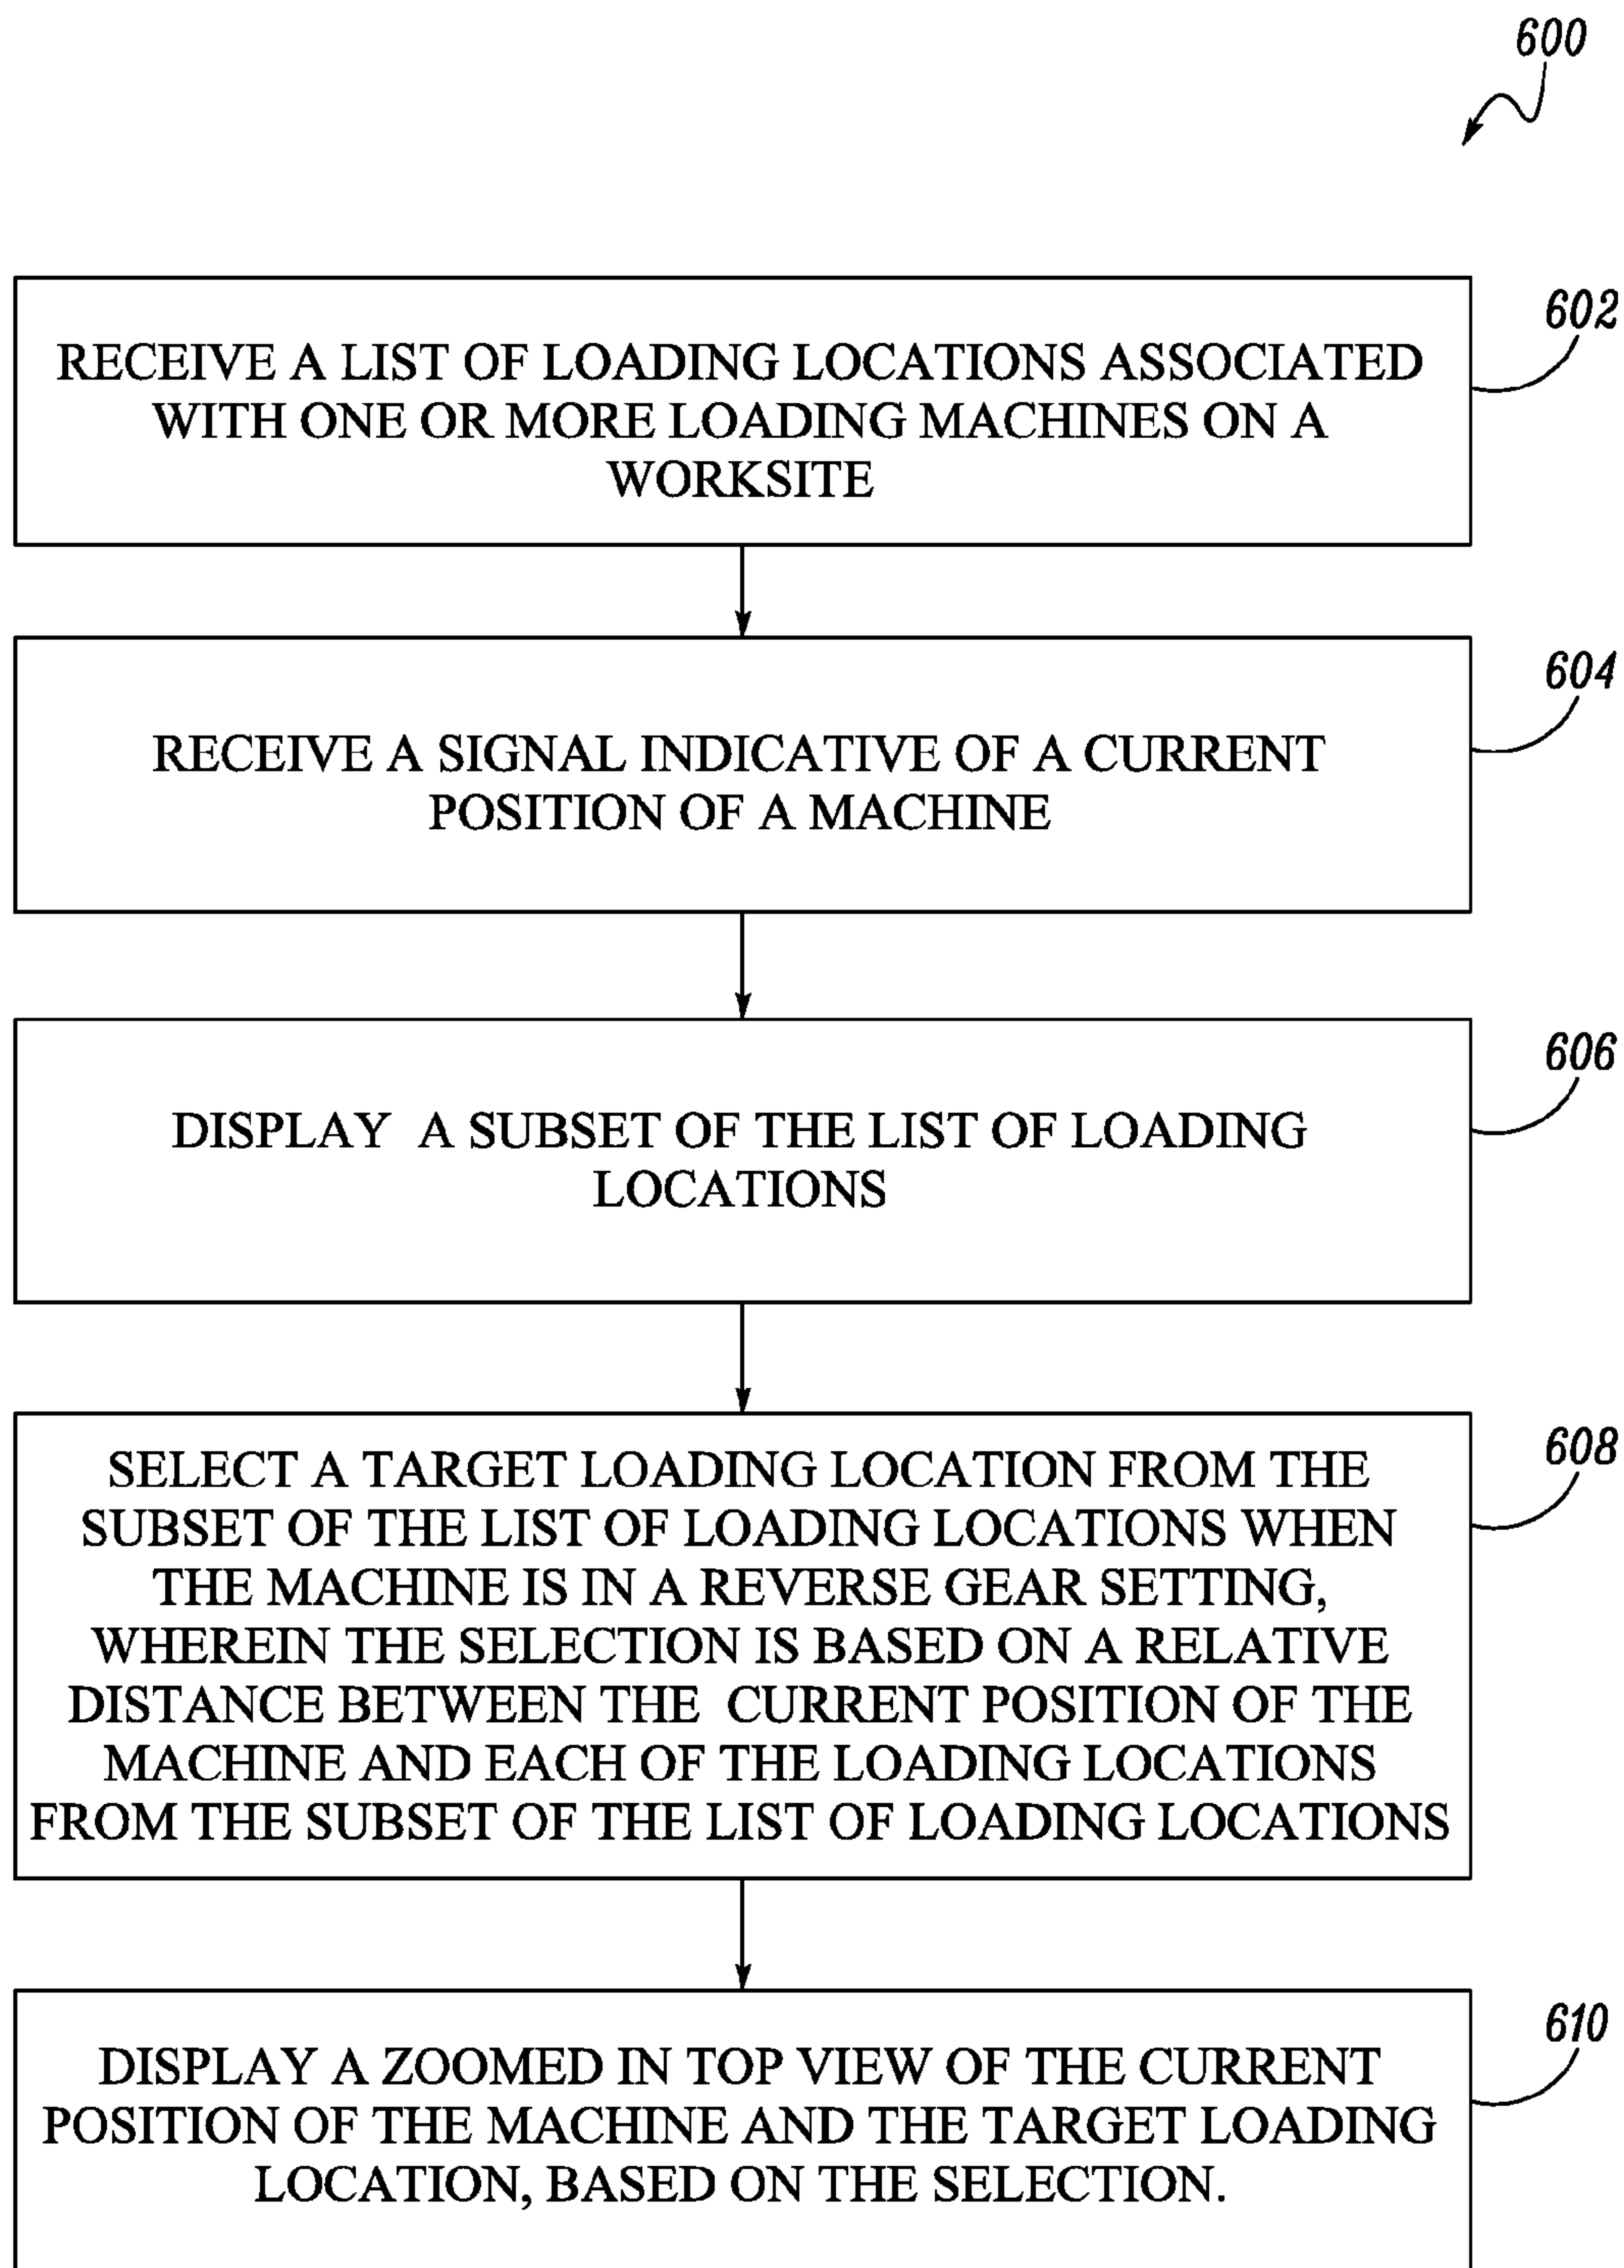 600
602
RECEIVE A LIST OF LOADING LOCATIONS ASSOCIATED
WITH ONE OR MORE LOADING MACHINES ON A
WORKSITE
604
RECEIVE A SIGNAL INDICATIVE OF A CURRENT
POSITION OF A MACHINE
606
DISPLAY A SUBSET OF THE LIST OF LOADING
LOCATIONS
608
SELECT A TARGET LOADING LOCATION FROM THE
SUBSET OF THE LIST OF LOADING LOCATIONS WHEN
THE MACHINE IS IN A REVERSE GEAR SETTING,
WHEREIN THE SELECTION IS BASED ON A RELATIVE
DISTANCE BETWEEN THE CURRENT POSITION OF THE
MACHINE AND EACH OF THE LOADING LOCATIONS
FROM THE SUBSET OF THE LIST OF LOADING LOCATIONS
610
DISPLAY A ZOOMED IN TOP VIEW OF THE CURRENT
POSITION OF THE MACHINE AND THE TARGET LOADING
LOCATION, BASED ON THE SELECTION.